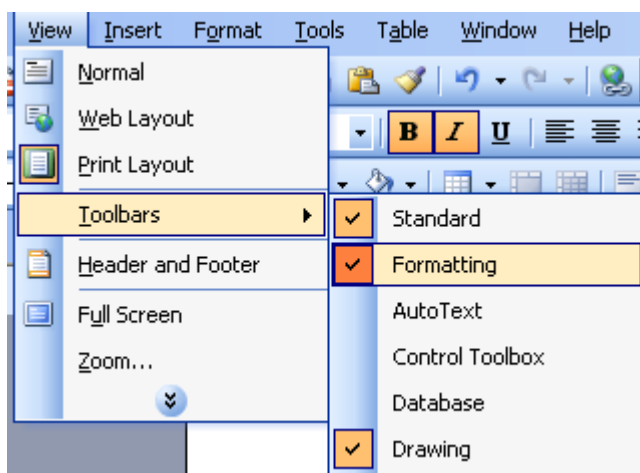 View Insert Format Tools Table Window Help
Normal
Web Layout
B I U
Print Layout
Toolbars
Standard
Header and Footer
Formatting
Full Screen
AutoText
Zoom...
Control Toolbox
Database
Drawing